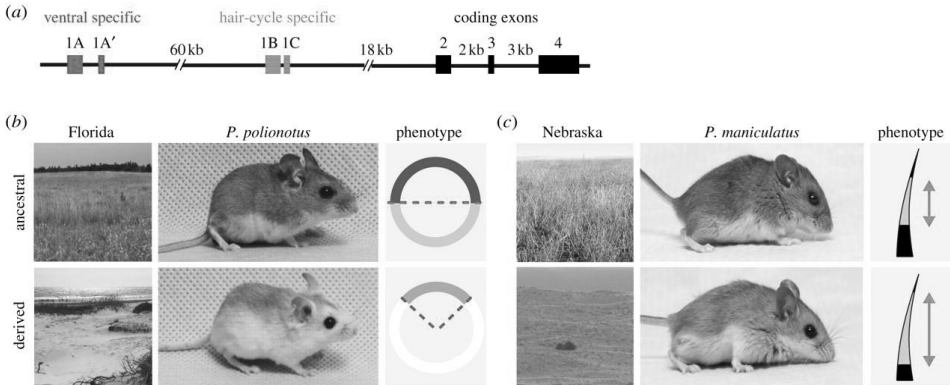 (a) ventral specific hair-cycle specific coding exons
1A 1A′ 60 kb 1B 1C 18 kb 2 2 kb 3 3 kb 4
(b) Florida P. polionotus phenotype (c) Nebraska P. maniculatus phenotype
ancestral
derived